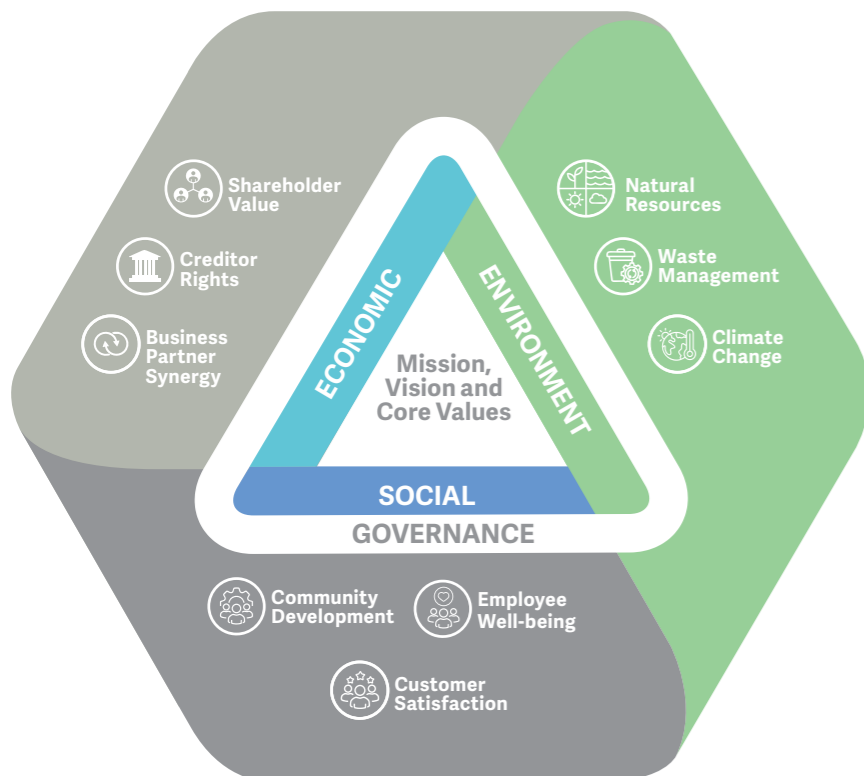 Shareholder
Value
Creditor
Rights
Business
Partner
Synergy
Natural
Resources
Waste
Management
Climate
Change
ECONOMIC
ENVIRONMENT
Mission,
Vision and
Core Values
SOCIAL
GOVERNANCE
Community
Development
Employee
Well-being
Customer
Satisfaction